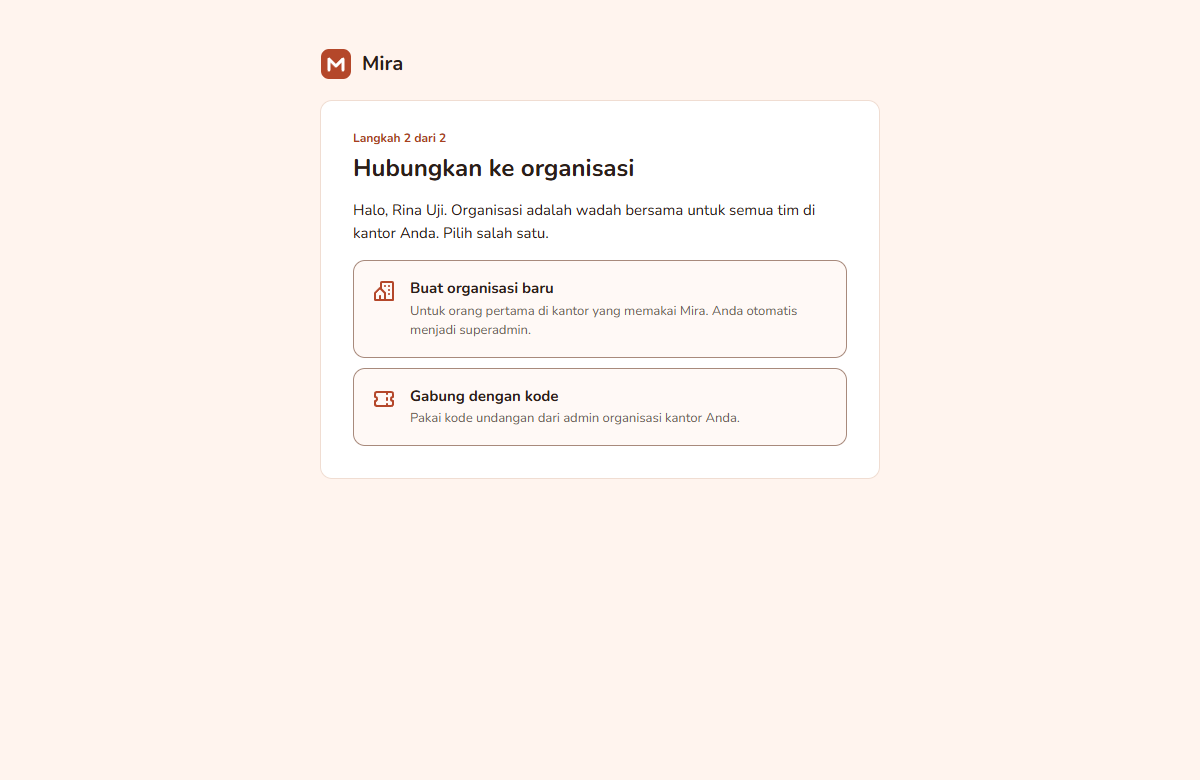 Mira
Langkah 2 dari 2
Hubungkan ke organisasi
Halo, Rina Uji. Organisasi adalah wadah bersama untuk semua tim di
kantor Anda. Pilih salah satu.
Buat organisasi baru
Untuk orang pertama di kantor yang memakai Mira. Anda otomatis
menjadi superadmin.
Gabung dengan kode
Pakai kode undangan dari admin organisasi kantor Anda.